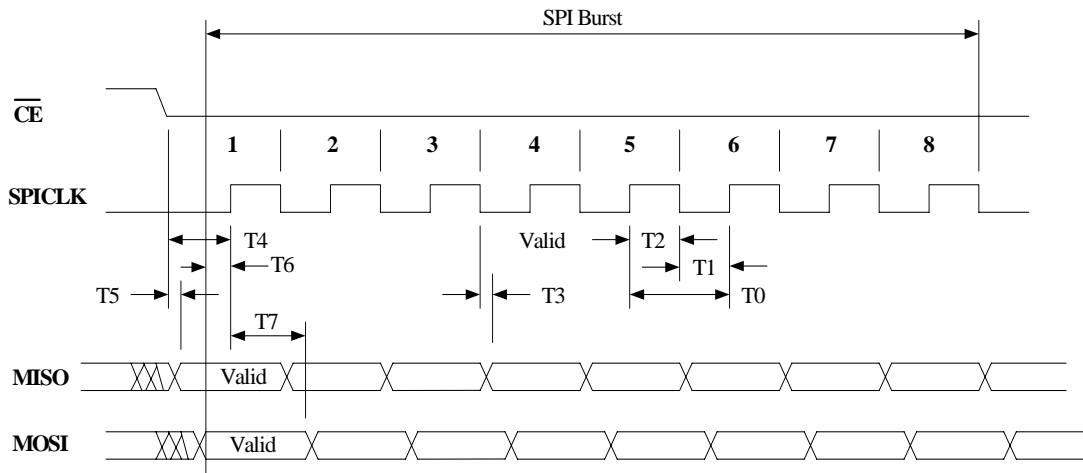 SPI Burst
CE
1 2 3 4 5 6 7 8
SPICLK
T4 Valid T2
T6 T1
T5 T3 T0
T7
MISO Valid
MOSI Valid